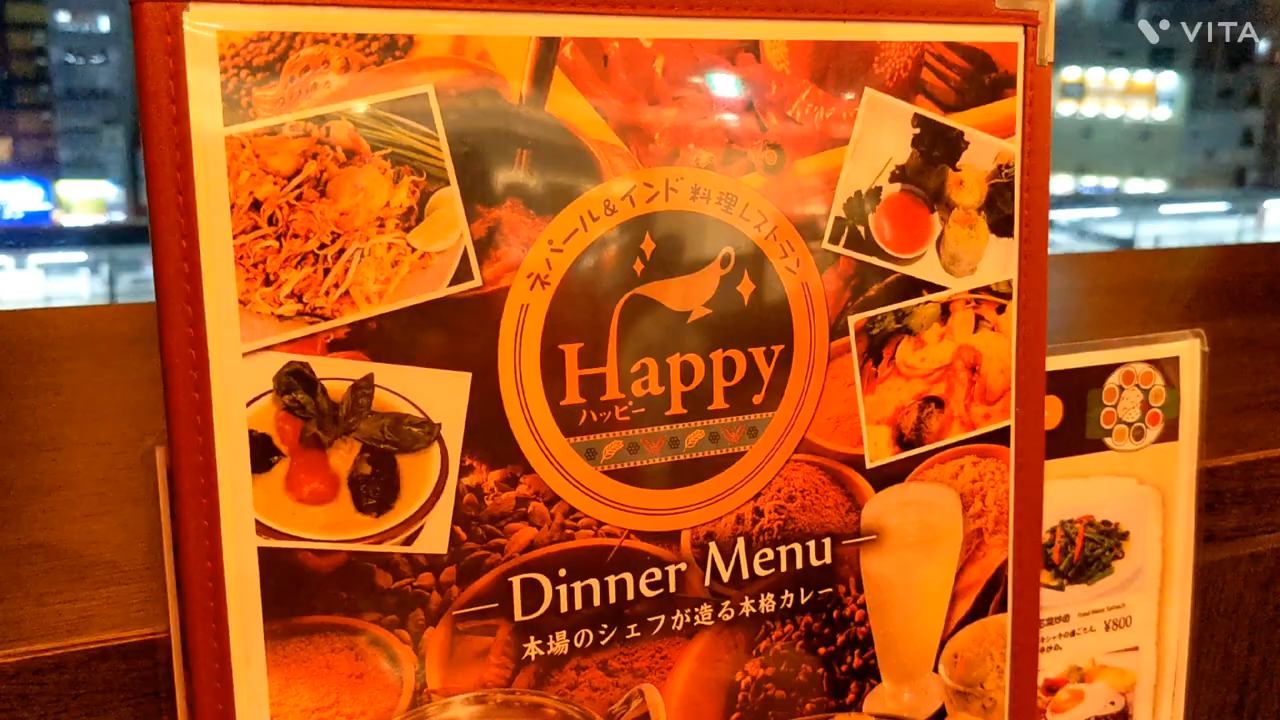 VITA
ネパール&インド 料理レストラン
Happy
ハッピー
Dinner Menu
本場のシェフが造る本格カレー
¥800